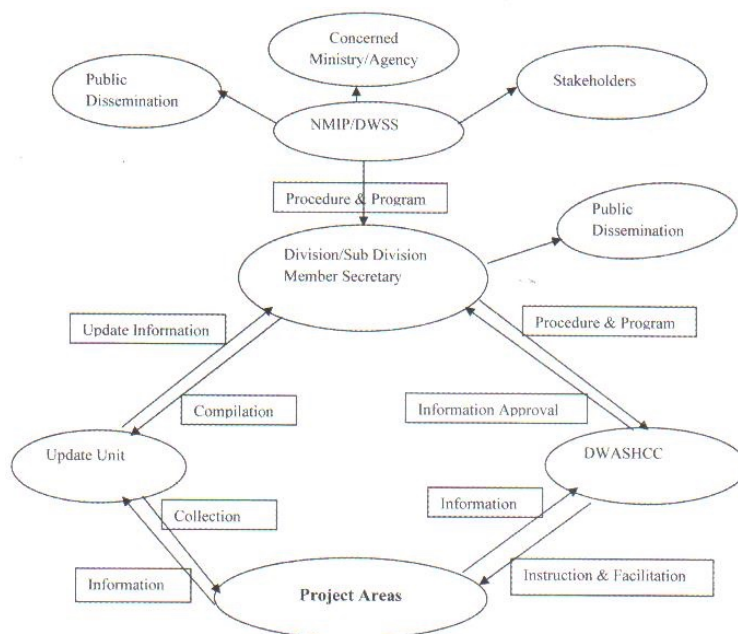 Concerned
Ministry/Agency
Public
Dissemination
Stakeholders
NMIP/DWSS
Procedure & Program
Public
Dissemination
Division/Sub Division
Member Secretary
Update Information
Procedure & Program
Compilation
Information Approval
Update Unit
DWASHCC
Collection
Information
Information
Instruction & Facilitation
Project Areas